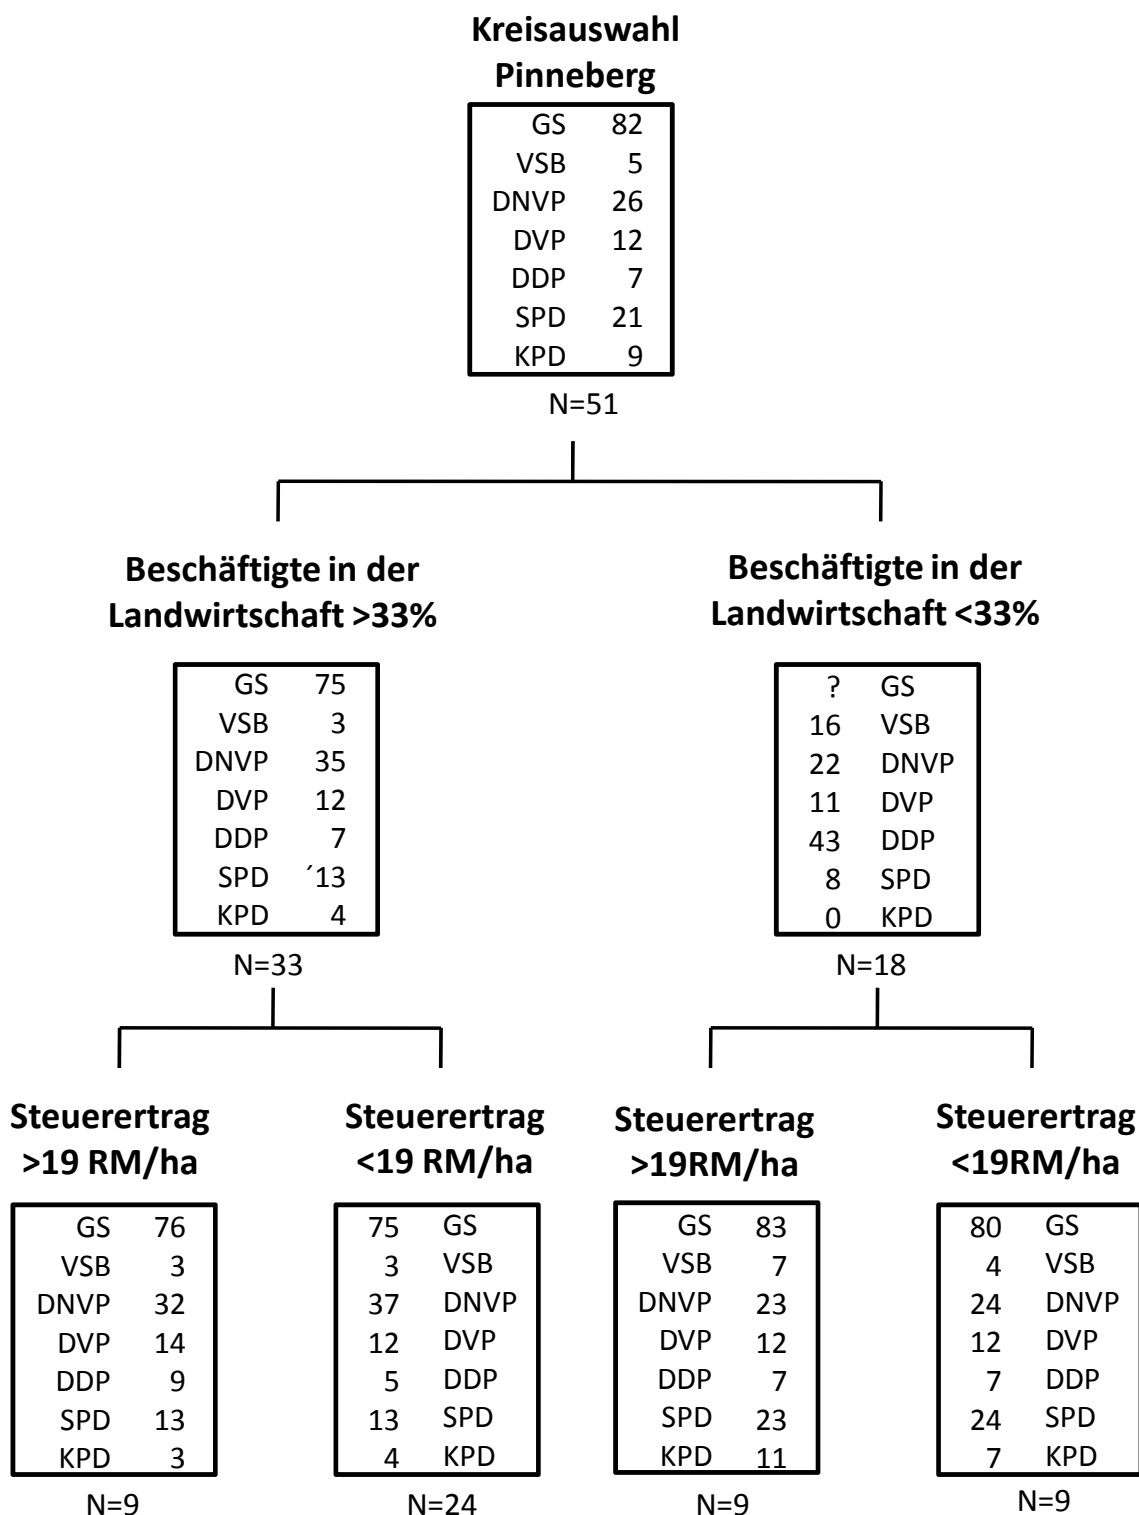 Kreisauswahl
Pinneberg
GS 82
VSB 5
DNVP 26
DVP 12
DDP 7
SPD 21
KPD 9
N=51
Beschäftigte in der
Landwirtschaft >33%
GS 75
VSB 3
DNVP 35
DVP 12
DDP 7
SPD ´13
KPD 4
N=33
Beschäftigte in der
Landwirtschaft <33%
? GS
16 VSB
22 DNVP
11 DVP
43 DDP
8 SPD
0 KPD
N=18
Steuerertrag
>19 RM/ha
GS 76
VSB 3
DNVP 32
DVP 14
DDP 9
SPD 13
KPD 3
N=9
Steuerertrag
<19 RM/ha
75 GS
3 VSB
37 DNVP
12 DVP
5 DDP
13 SPD
4 KPD
N=24
Steuerertrag
>19RM/ha
GS 83
VSB 7
DNVP 23
DVP 12
DDP 7
SPD 23
KPD 11
N=9
Steuerertrag
<19RM/ha
80 GS
4 VSB
24 DNVP
12 DVP
7 DDP
24 SPD
7 KPD
N=9